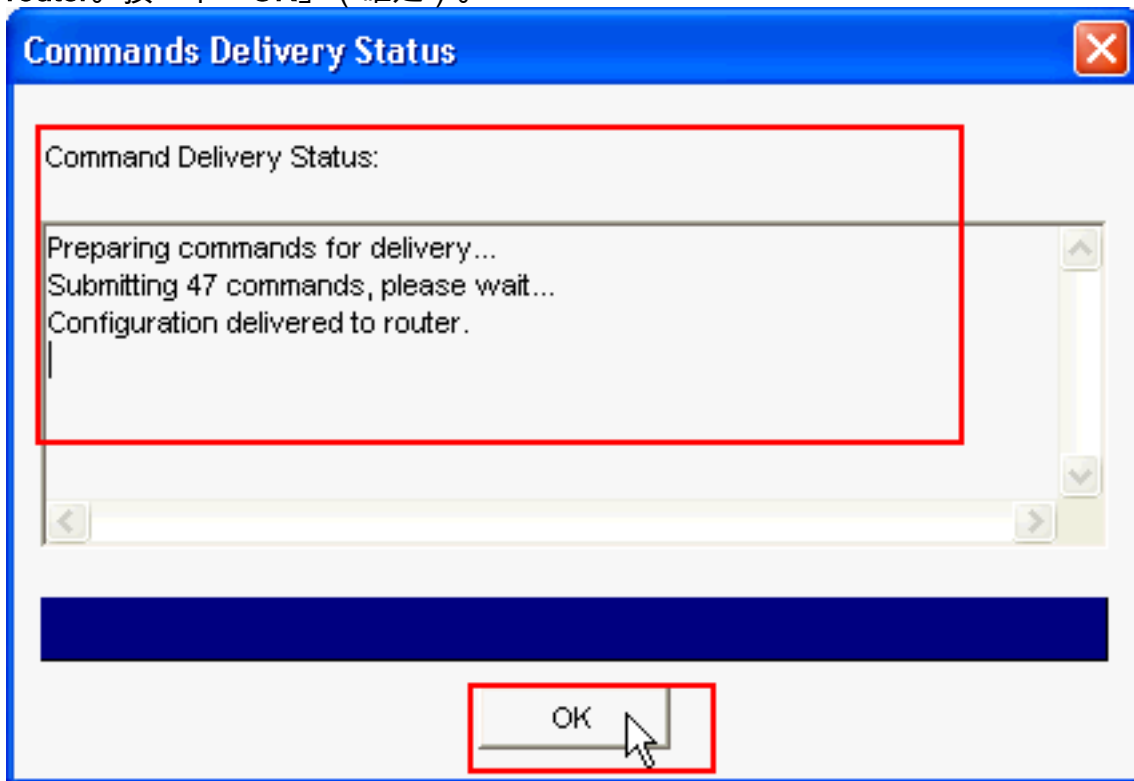 Commands Delivery Status
Command Delivery Status:
Preparing commands for delivery...
Submitting 47 commands, please wait...
Configuration delivered to router.
OK